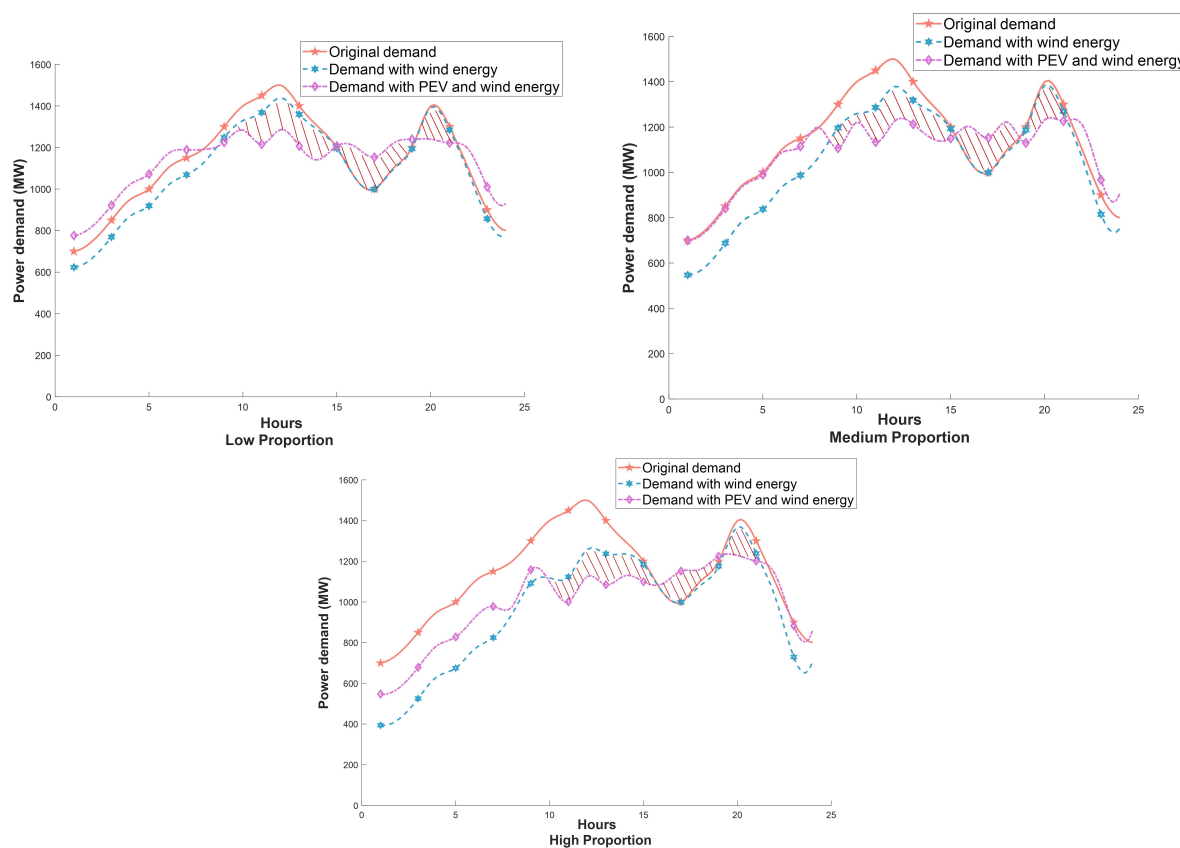 Original demand
Demand with wind energy
Demand with PEV and wind energy
1600
1400
1200
1000
800
600
400
200
0
Power demand (MW)
0 5 10 15 20 25
Hours
Low Proportion
Original demand
Demand with wind energy
Demand with PEV and wind energy
1600
1400
1200
1000
800
600
400
200
0
Power demand (MW)
0 5 10 15 20 25
Hours
Medium Proportion
Original demand
Demand with wind energy
Demand with PEV and wind energy
1600
1400
1200
1000
800
600
400
200
0
Power demand (MW)
0 5 10 15 20 25
Hours
High Proportion